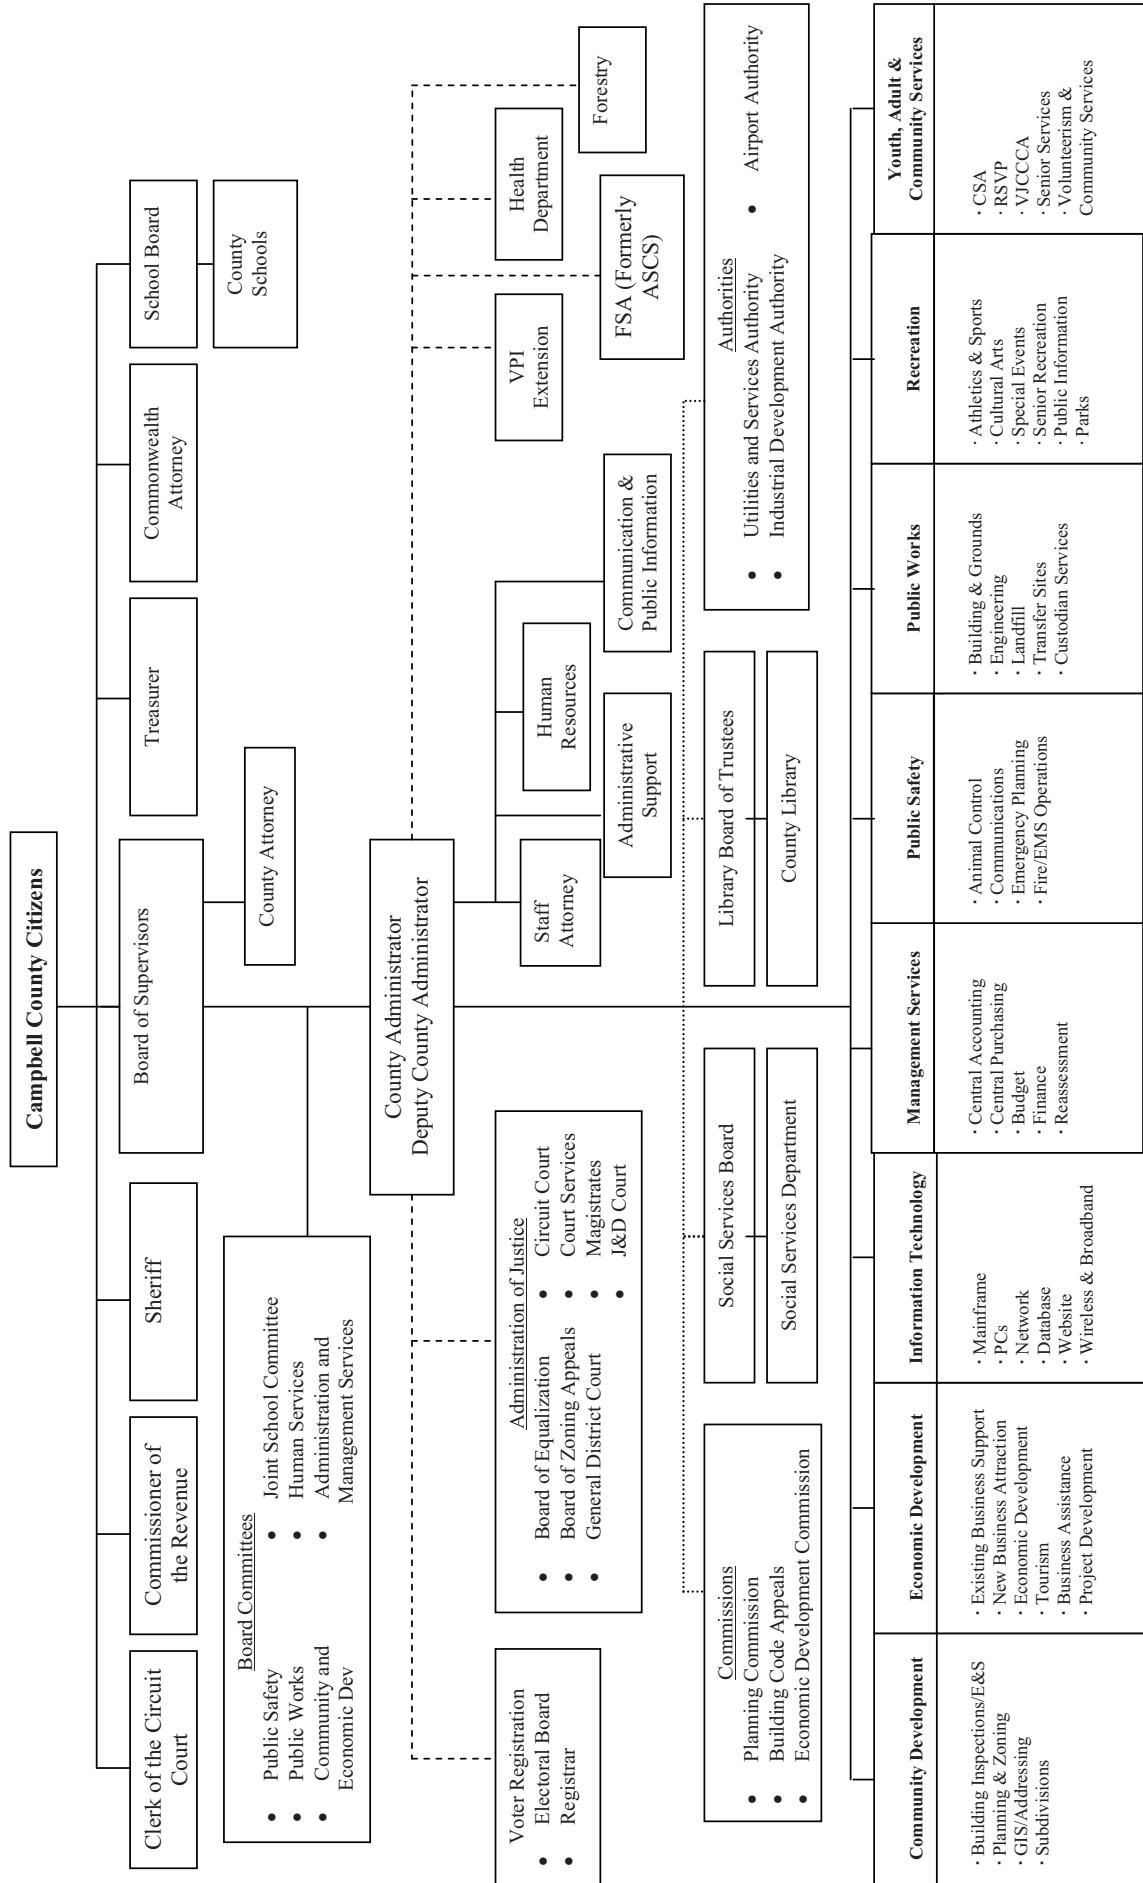 Campbell County Citizens
Clerk of the Circuit
Court
Commissioner of
the Revenue
Sheriff
Board of Supervisors
Treasurer
Commonwealth
Attorney
School Board
County
Schools
County Attorney
Board Committees
• Public Safety
• Public Works
• Community and
Economic Dev
• Joint School Committee
• Human Services
• Administration and
Management Services
County Administrator
Deputy County Administrator
Voter Registration
• Electoral Board
• Registrar
Administration of Justice
• Board of Equalization
• Board of Zoning Appeals
• General District Court
• Circuit Court
• Court Services
• Magistrates
• J&D Court
Staff
Attorney
Administrative
Support
Human
Resources
Communication &
Public Information
VPI
Extension
FSA (Formerly
ASCS)
Health
Department
Forestry
Commissions
• Planning Commission
• Building Code Appeals
• Economic Development Commission
Social Services Board
Social Services Department
Library Board of Trustees
County Library
Authorities
• Utilities and Services Authority
• Industrial Development Authority
• Airport Authority
Community Development
· Building Inspections/E&S
· Planning & Zoning
· GIS/Addressing
· Subdivisions
Economic Development
· Existing Business Support
· New Business Attraction
· Economic Development
· Tourism
· Business Assistance
· Project Development
Information Technology
· Mainframe
· PCs
· Network
· Database
· Website
· Wireless & Broadband
Management Services
· Central Accounting
· Central Purchasing
· Budget
· Finance
· Reassessment
Public Safety
· Animal Control
· Communications
· Emergency Planning
· Fire/EMS Operations
Public Works
· Building & Grounds
· Engineering
· Landfill
· Transfer Sites
· Custodian Services
Recreation
· Athletics & Sports
· Cultural Arts
· Special Events
· Senior Recreation
· Public Information
· Parks
Youth, Adult &
Community Services
· CSA
· RSVP
· VJCCCA
· Senior Services
· Volunteerism &
Community Services